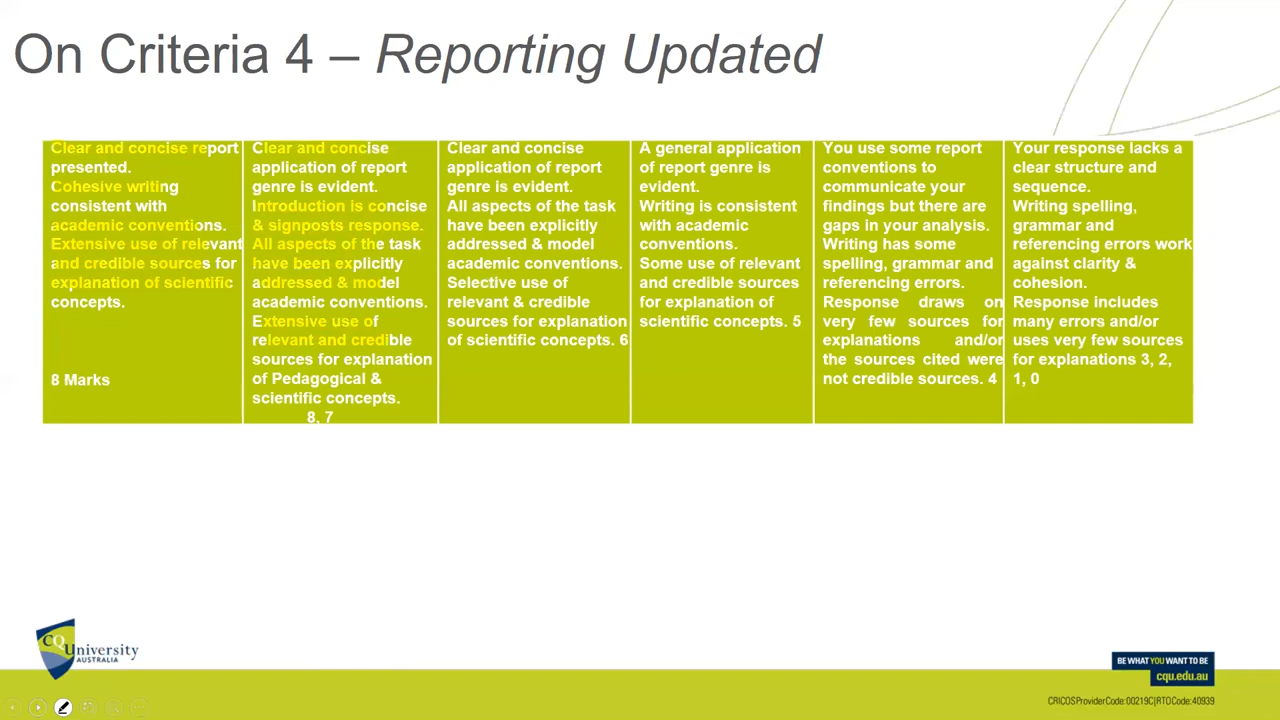 On Criteria 4 – Reporting Updated
Clear and concise report
presented.
Cohesive writing
consistent with
academic conventions.
Extensive use of relevant
and credible sources for
explanation of scientific
concepts.
8 Marks
Clear and concise
application of report
genre is evident.
Introduction is concise
& signposts response.
All aspects of the task
have been explicitly
addressed & model
academic conventions.
Extensive use of
relevant and credible
sources for explanation
of Pedagogical &
scientific concepts.
8, 7
Clear and concise
application of report
genre is evident.
All aspects of the task
have been explicitly
addressed & model
academic conventions.
Selective use of
relevant & credible
sources for explanation
of scientific concepts. 6
A general application
of report genre is
evident.
Writing is consistent
with academic
conventions.
Some use of relevant
and credible sources
for explanation of
scientific concepts. 5
You use some report
conventions to
communicate your
findings but there are
gaps in your analysis.
Writing has some
spelling, grammar and
referencing errors.
Response draws on
very few sources for
explanations and/or
the sources cited were
not credible sources. 4
Your response lacks a
clear structure and
sequence.
Writing spelling,
grammar and
referencing errors work
against clarity &
cohesion.
Response includes
many errors and/or
uses very few sources
for explanations 3, 2,
1, 0
CQUniversity
AUSTRALIA
BE WHAT YOU WANT TO BE
cqu.edu.au
CRICOSProviderCode:00219C|RTOCode:40939